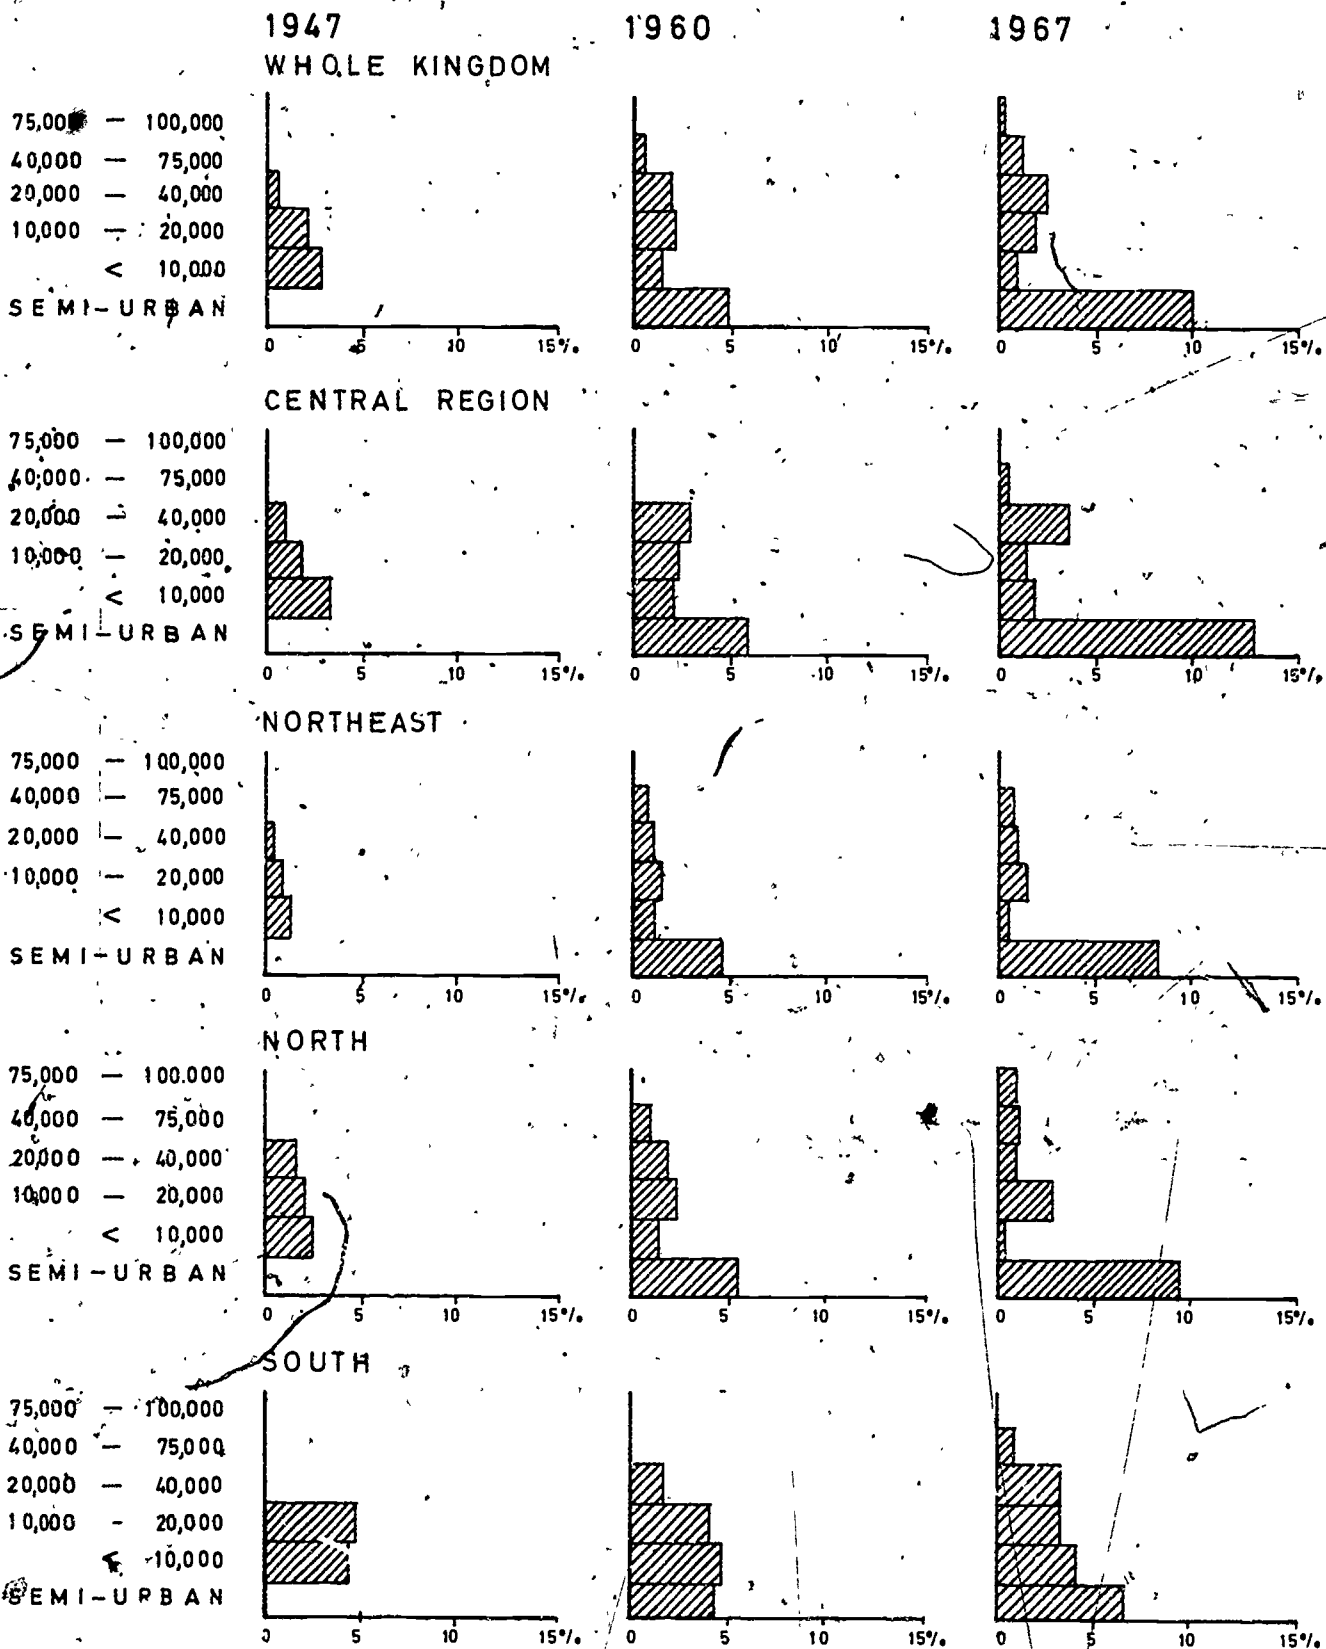 1947 1960 1967
WHOLE KINGDOM
75,000 — 100,000
40,000 — 75,000
20,000 — 40,000
10,000 — 20,000
< 10,000
SEMI-URBAN
0 5 10 15%. 0 5 10 15%. 0 5 10 15%.
CENTRAL REGION
75,000 — 100,000
40,000 — 75,000
20,000 — 40,000
10,000 — 20,000
< 10,000
SEMI-URBAN
0 5 10 15%. 0 5 10 15%. 0 5 10 15%.
NORTHEAST
75,000 — 100,000
40,000 — 75,000
20,000 — 40,000
10,000 — 20,000
< 10,000
SEMI-URBAN
0 5 10 15%. 0 5 10 15%. 0 5 10 15%.
NORTH
75,000 — 100.000
40,000 — 75,000
20,000 — 40,000
10,000 — 20,000
< 10,000
SEMI-URBAN
0 5 10 15%. 0 5 10 15%. 0 5 10 15%.
SOUTH
75,000 — 100,000
40,000 — 75,000
20,000 — 40,000
10,000 - 20,000
< 10,000
SEMI-URBAN
0 5 10 15%. 0 5 10 15%. 0 5 10 15%.